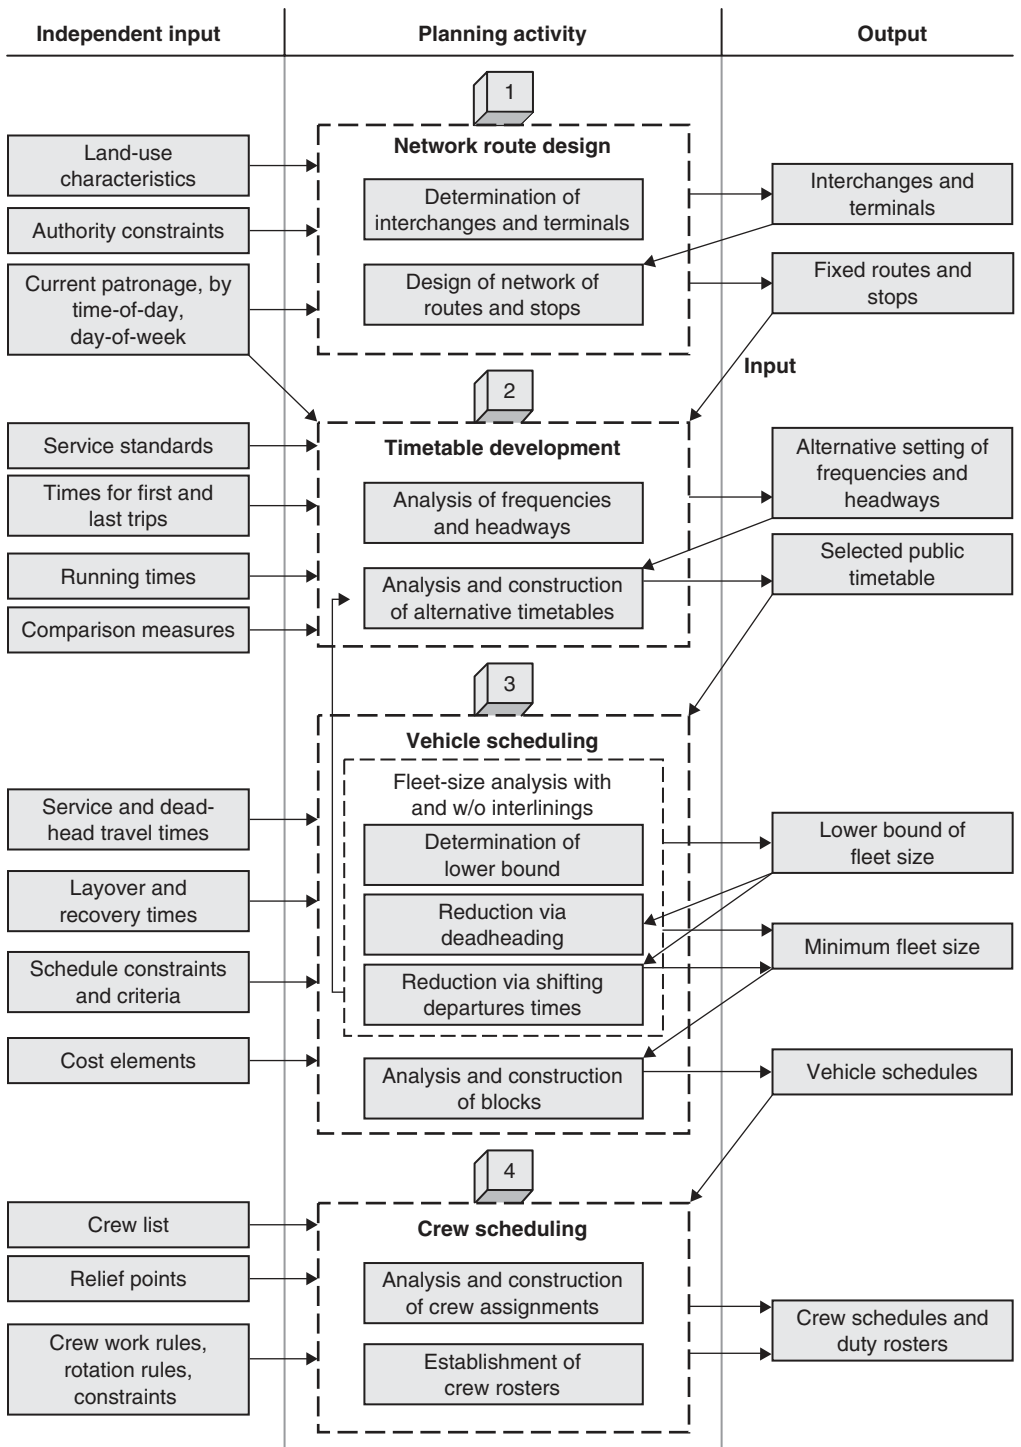 Independent input
Planning activity
Output
1
Network route design
Land-use
characteristics
Authority constraints
Current patronage, by
time-of-day,
day-of-week
Determination of
interchanges and terminals
Design of network of
routes and stops
Interchanges and
terminals
Fixed routes and
stops
Input
2
Timetable development
Service standards
Times for first and
last trips
Running times
Comparison measures
Analysis of frequencies
and headways
Analysis and construction
of alternative timetables
Alternative setting of
frequencies and
headways
Selected public
timetable
3
Vehicle scheduling
Fleet-size analysis with
and w/o interlinings
Service and dead-
head travel times
Layover and
recovery times
Schedule constraints
and criteria
Cost elements
Determination of
lower bound
Reduction via
deadheading
Reduction via shifting
departures times
Analysis and construction
of blocks
Lower bound of
fleet size
Minimum fleet size
Vehicle schedules
4
Crew scheduling
Crew list
Relief points
Crew work rules,
rotation rules,
constraints
Analysis and construction
of crew assignments
Establishment of
crew rosters
Crew schedules and
duty rosters